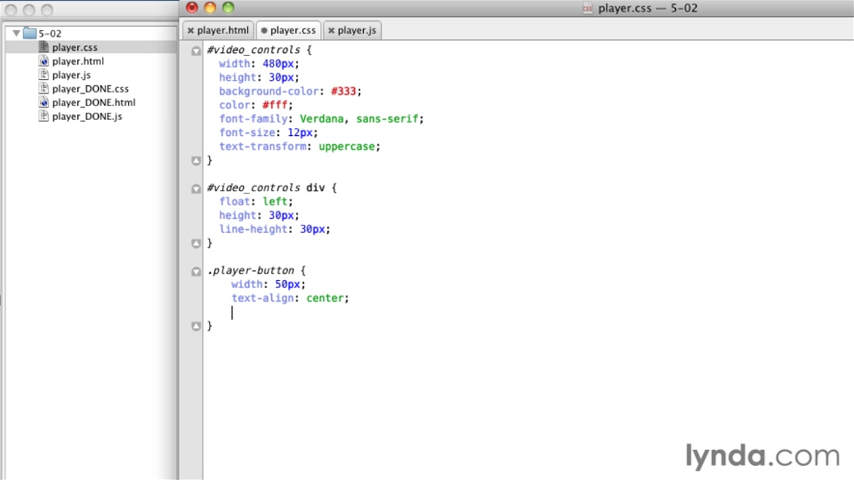 player.css — 5-02
player.html
player.css
player.js
5-02
player.css
player.html
player.js
player_DONE.css
player_DONE.html
player_DONE.js
#video_controls {
width: 480px;
height: 30px;
background-color: #333;
color: #fff;
font-family: Verdana, sans-serif;
font-size: 12px;
text-transform: uppercase;
}
#video_controls div {
float: left;
height: 30px;
line-height: 30px;
}
.player-button {
width: 50px;
text-align: center;
}
lynda.com